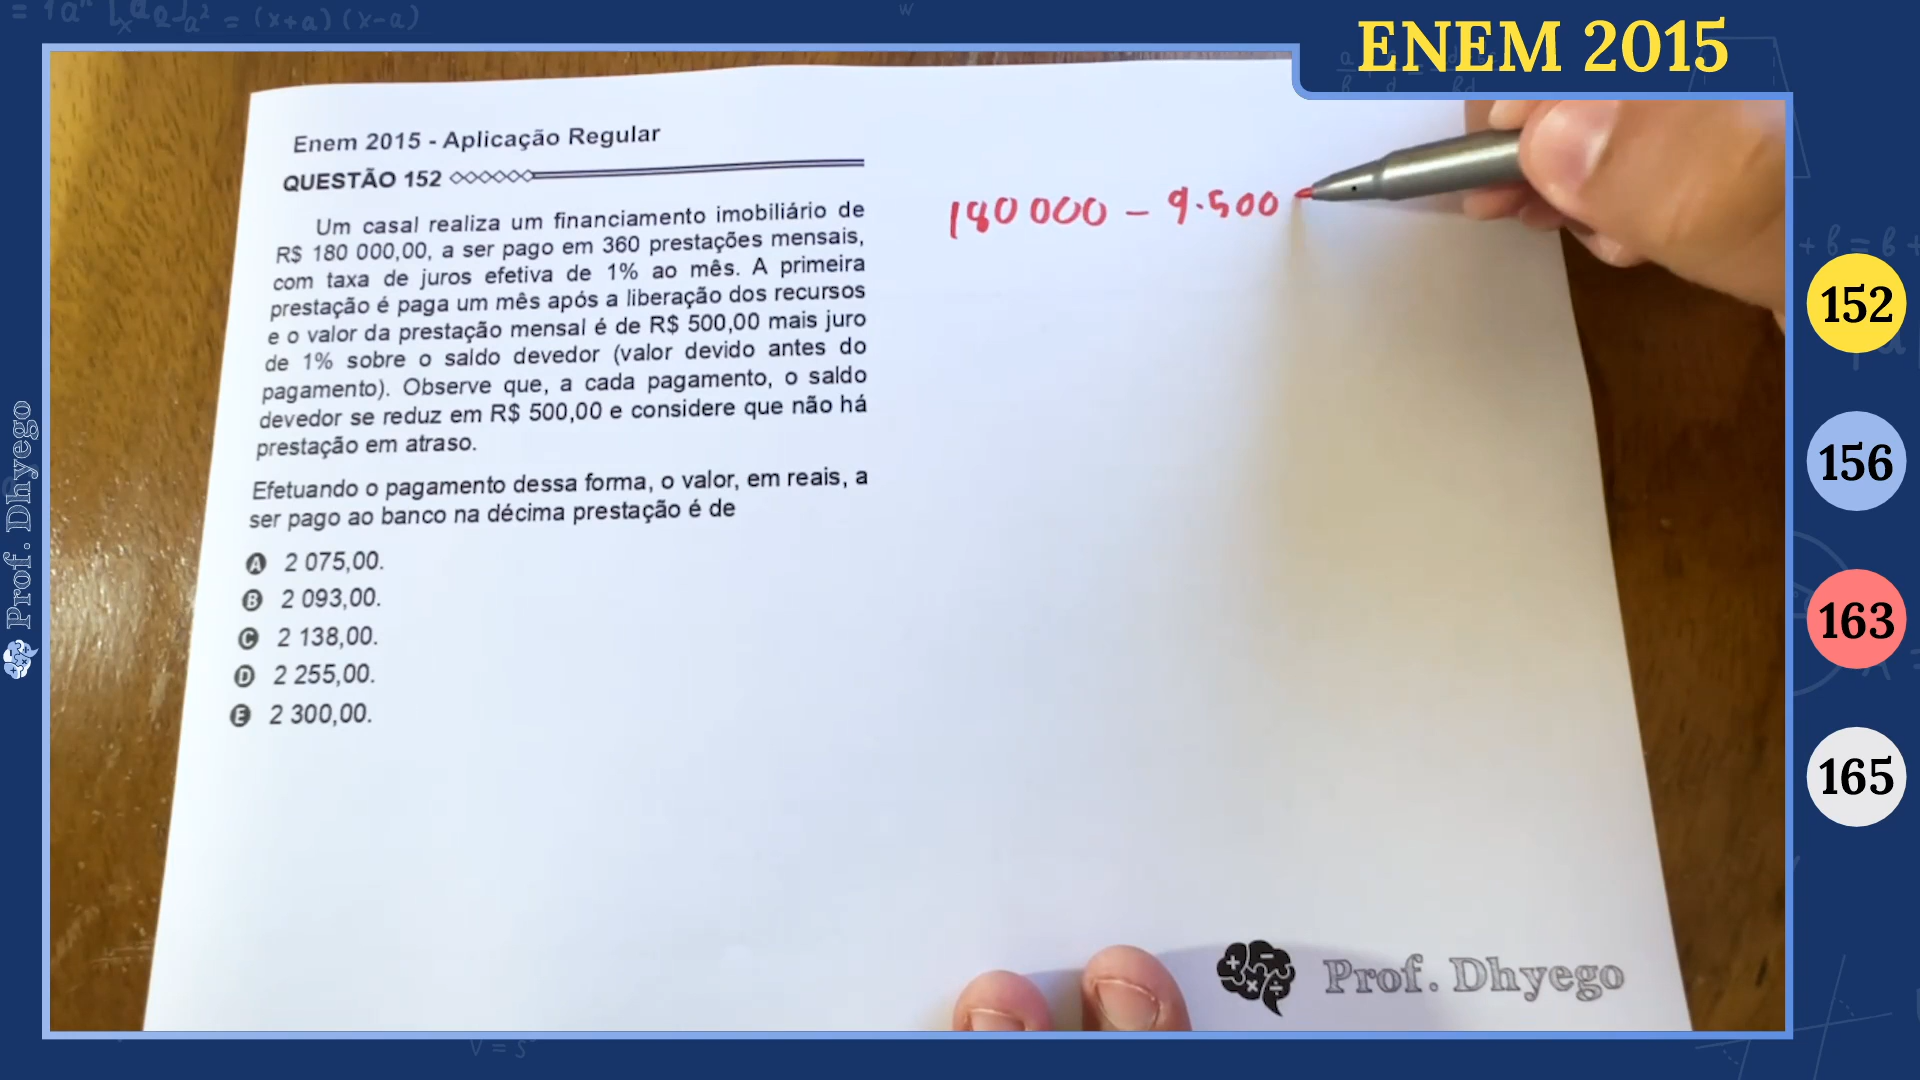 ENEM 2015
Enem 2015 - Aplicação Regular
QUESTÃO 152
Um casal realiza um financiamento imobiliário de
R$ 180 000,00, a ser pago em 360 prestações mensais,
com taxa de juros efetiva de 1% ao mês. A primeira
prestação é paga um mês após a liberação dos recursos
e o valor da prestação mensal é de R$ 500,00 mais juro
de 1% sobre o saldo devedor (valor devido antes do
pagamento). Observe que, a cada pagamento, o saldo
devedor se reduz em R$ 500,00 e considere que não há
prestação em atraso.
Efetuando o pagamento dessa forma, o valor, em reais, a
ser pago ao banco na décima prestação é de
A 2 075,00.
B 2 093,00.
C 2 138,00.
D 2 255,00.
E 2 300,00.
180 000 - 9.500
152
156
163
165
Prof. Dhyego
Prof. Dhyego